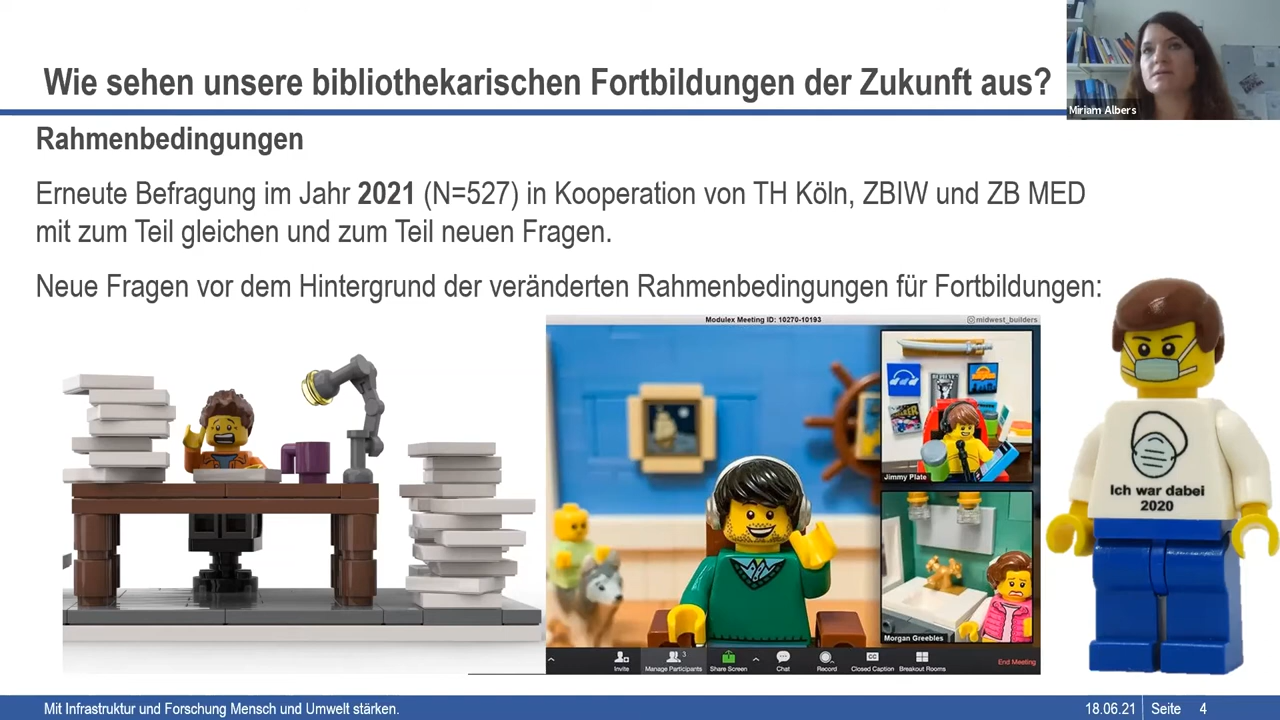 Wie sehen unsere bibliothekarischen Fortbildungen der Zukunft aus?
Miriam Albers
Rahmenbedingungen
Erneute Befragung im Jahr 2021 (N=527) in Kooperation von TH Köln, ZBIW und ZB MED
mit zum Teil gleichen und zum Teil neuen Fragen.
Neue Fragen vor dem Hintergrund der veränderten Rahmenbedingungen für Fortbildungen:
Modulex Meeting ID: 10270-10193
midwest_builders
Jimmy Plate
Morgan Greebles
Invite
Manage Participants
3
Share Screen
Chat
Record
CC
Closed Caption
Breakout Rooms
End Meeting
Ich war dabei
2020
Mit Infrastruktur und Forschung Mensch und Umwelt stärken.
18.06.21 Seite 4